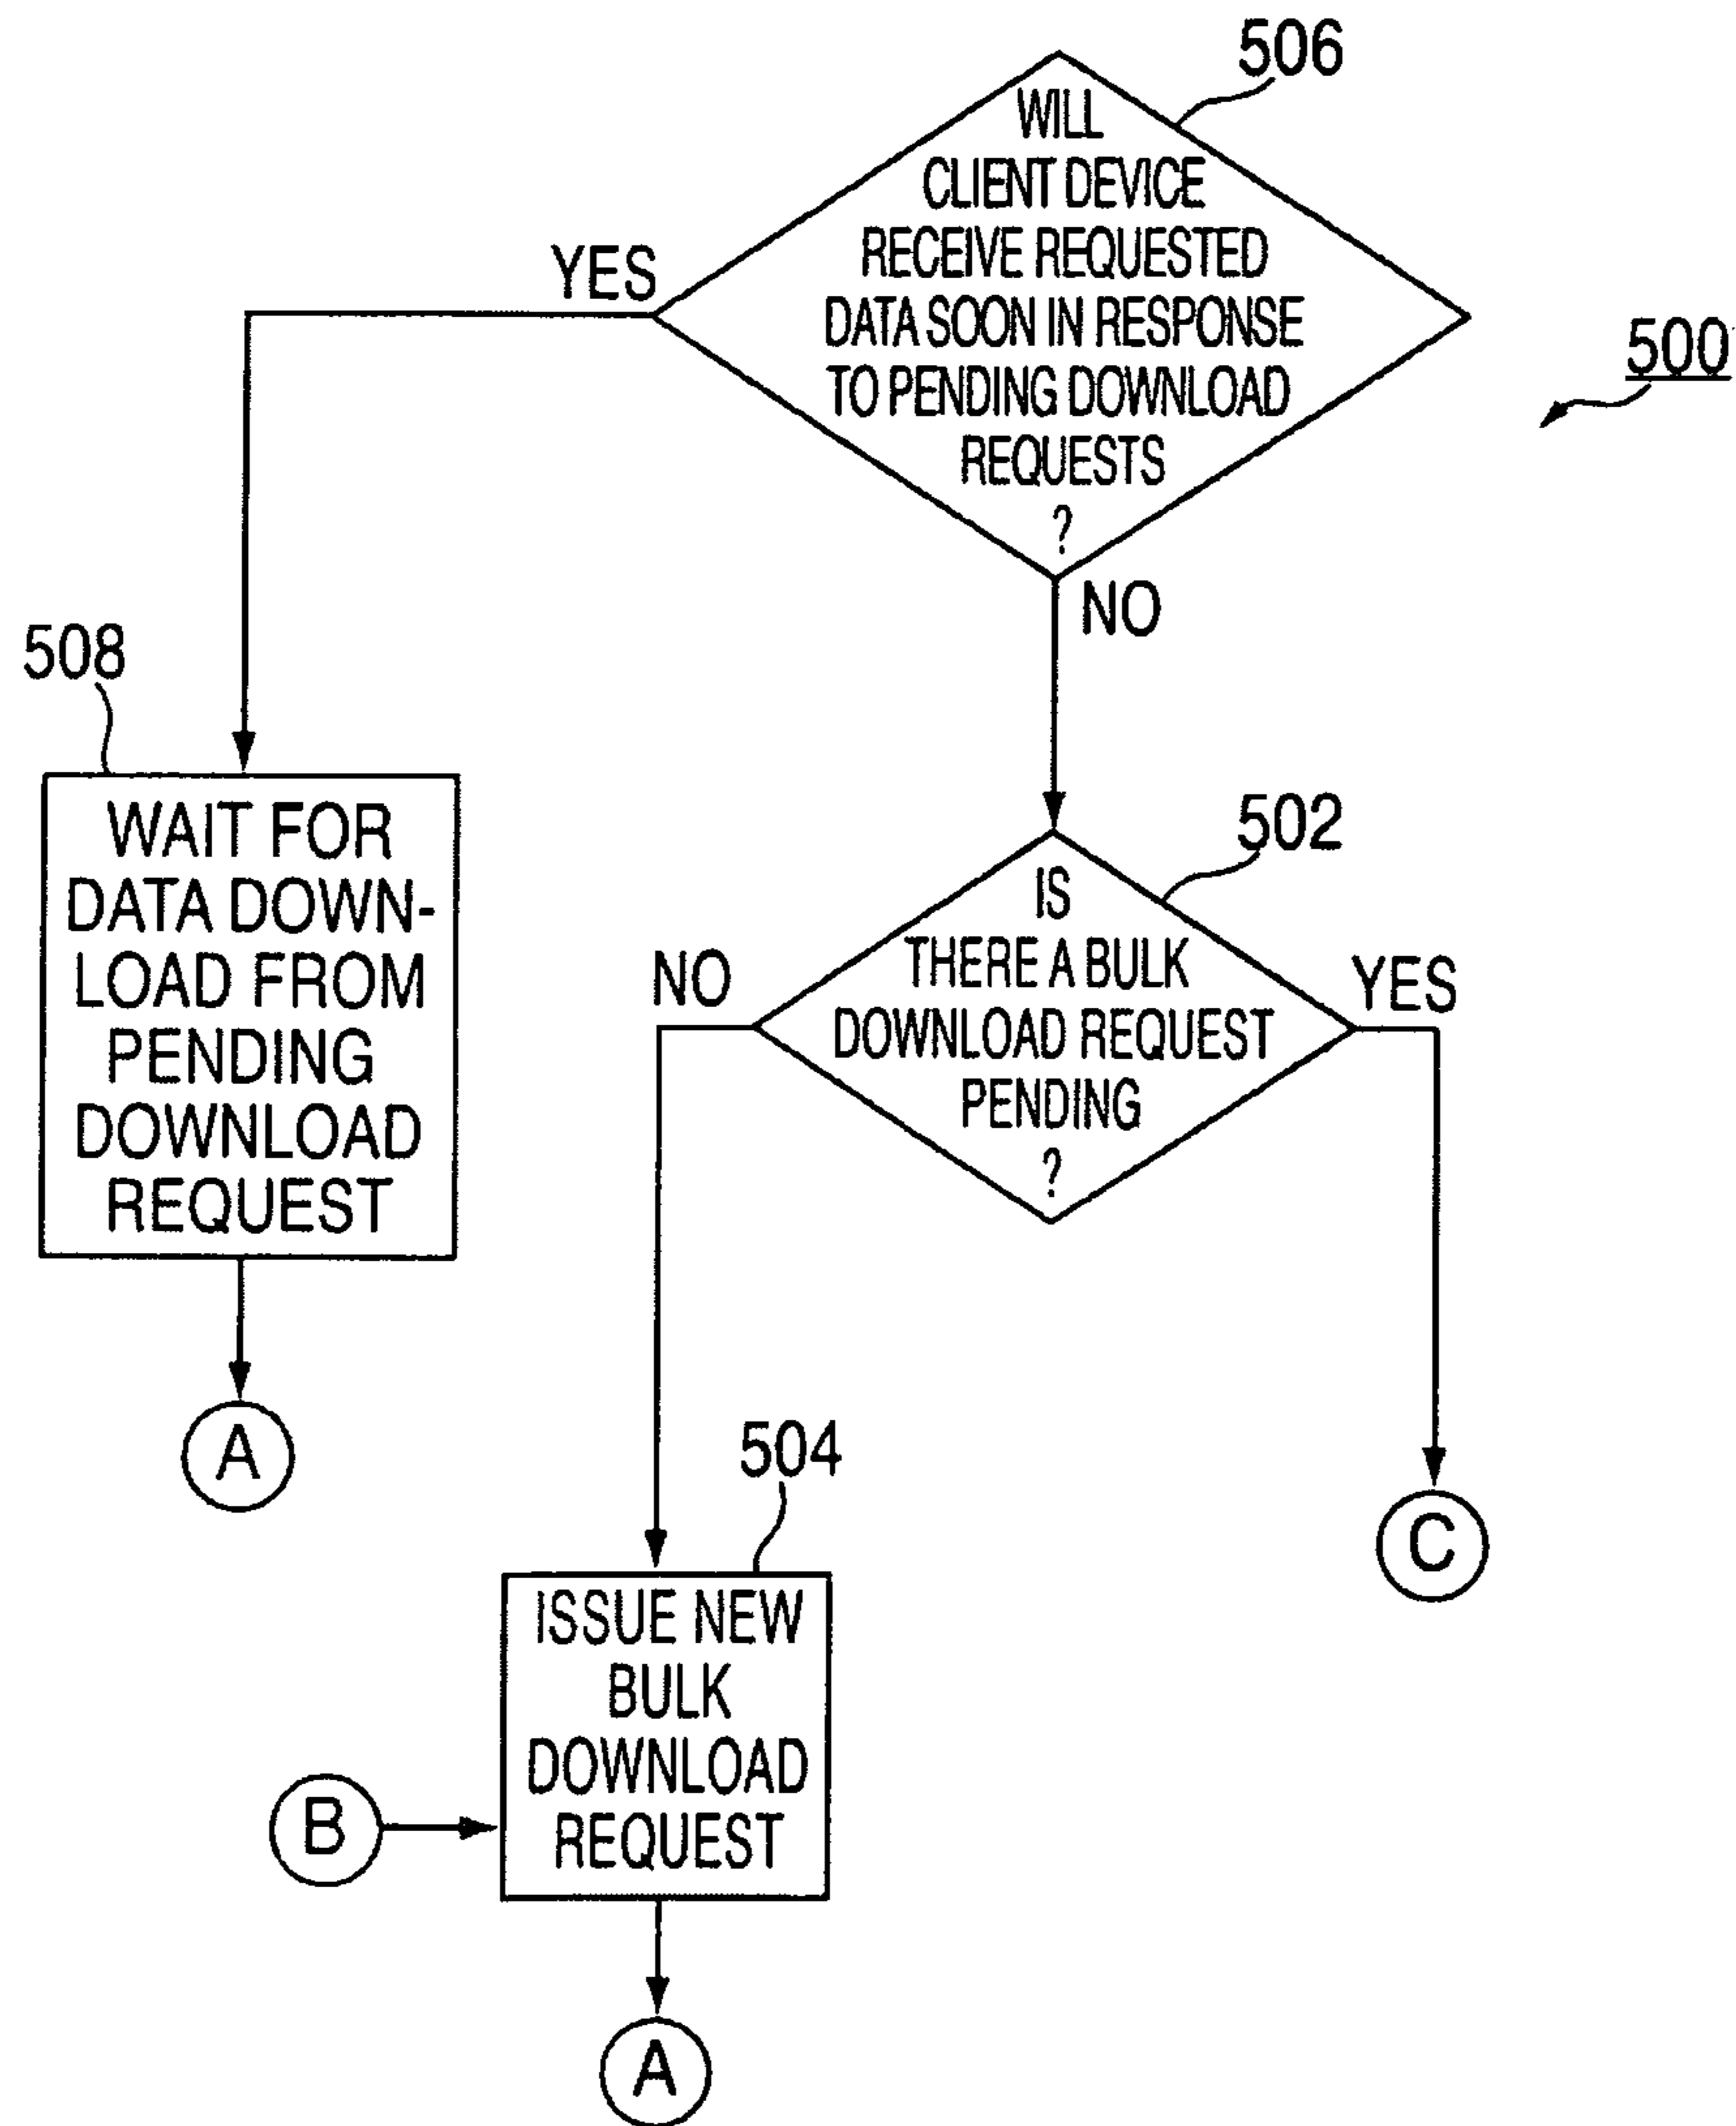 506
WILL
CLIENT DEVICE
RECEIVE REQUESTED
DATA SOON IN RESPONSE
TO PENDING DOWNLOAD
REQUESTS
?
YES
500
NO
508
WAIT FOR
DATA DOWN-
LOAD FROM
PENDING
DOWNLOAD
REQUEST
A
502
IS
THERE A BULK
DOWNLOAD REQUEST
PENDING
?
NO
YES
504
C
ISSUE NEW
BULK
DOWNLOAD
REQUEST
B
A